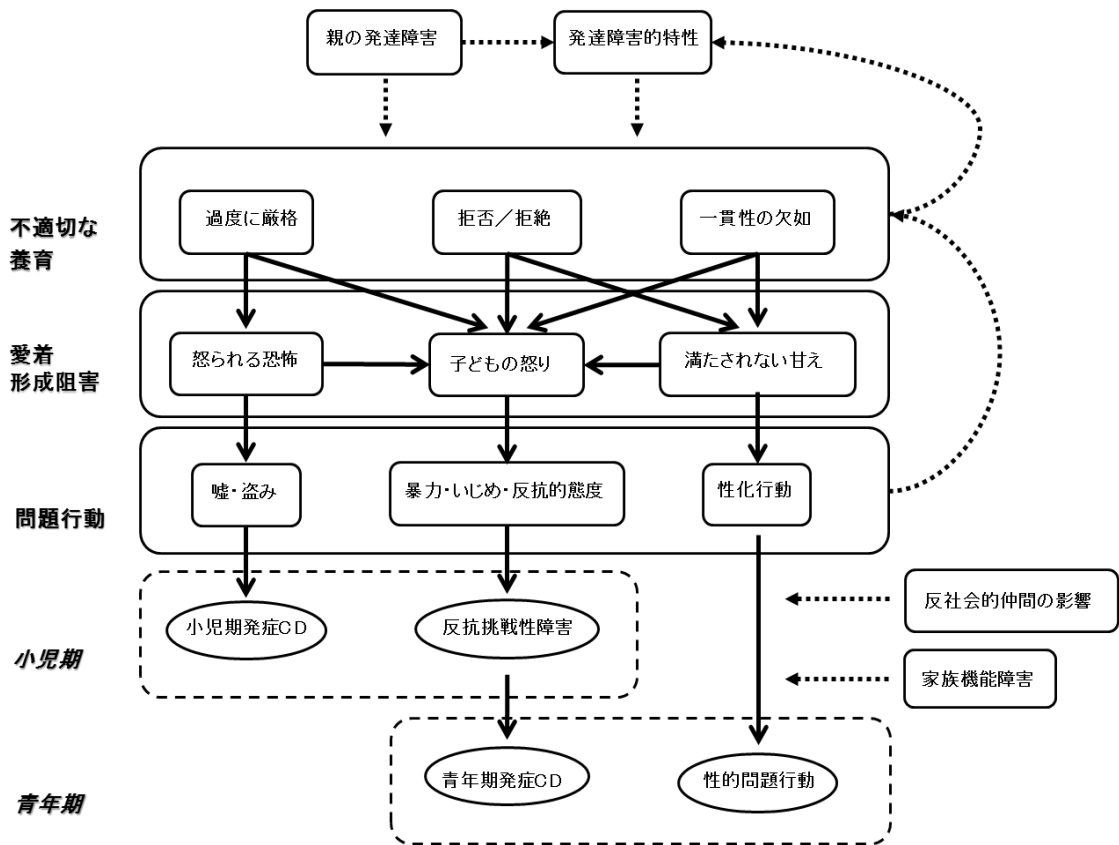 親の発達障害
発達障害的特性
不適切な
養育
過度に厳格
拒否／拒絶
一貫性の欠如
愛着
形成阻害
怒られる恐怖
子どもの怒り
満たされない甘え
問題行動
嘘・盗み
暴力・いじめ・反抗的態度
性化行動
小児期
小児期発症CD
反抗挑戦性障害
反社会的仲間の影響
家族機能障害
青年期
青年期発症CD
性的問題行動